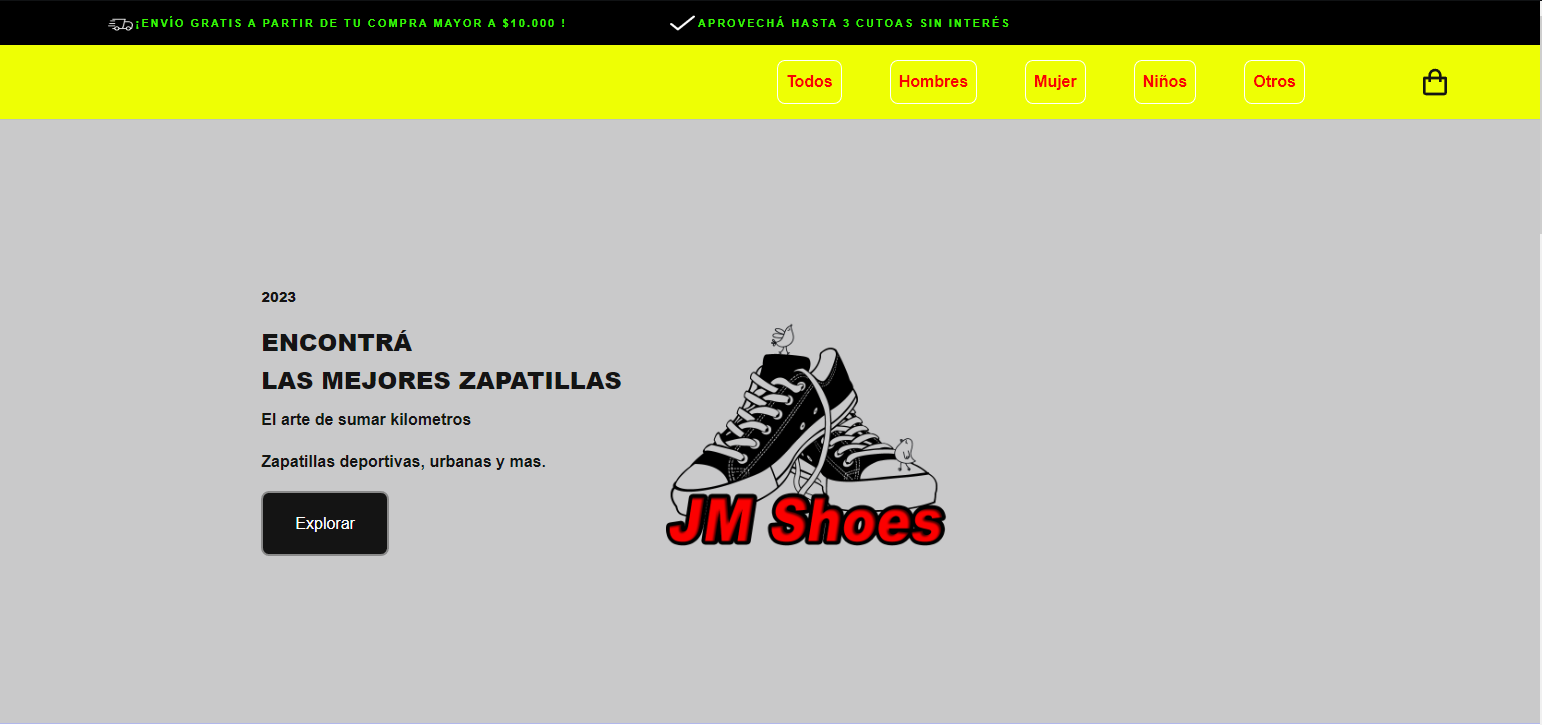 ¡ENVÍO GRATIS A PARTIR DE TU COMPRA MAYOR A $10.000 !
APROVECHÁ HASTA 3 CUTOAS SIN INTERÉS
Todos
Hombres
Mujer
Niños
Otros
2023
ENCONTRÁ
LAS MEJORES ZAPATILLAS
El arte de sumar kilometros
Zapatillas deportivas, urbanas y mas.
Explorar
JM Shoes